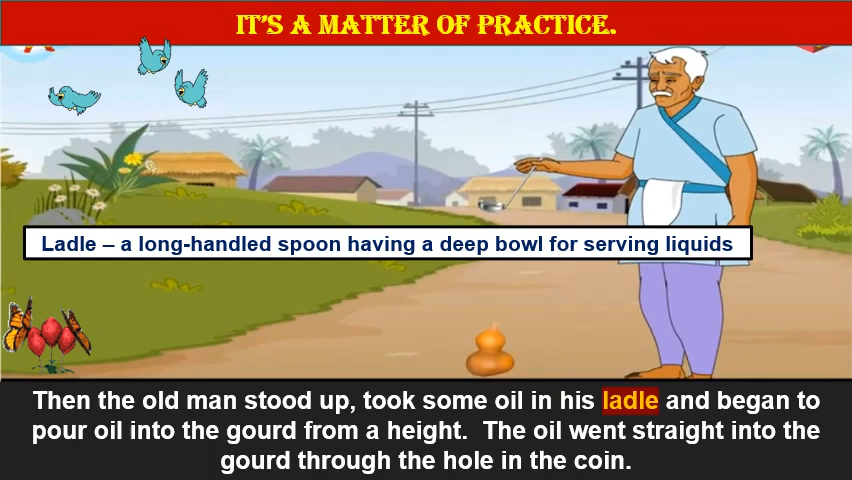 IT'S A MATTER OF PRACTICE.
Ladle – a long-handled spoon having a deep bowl for serving liquids
Then the old man stood up, took some oil in his ladle and began to
pour oil into the gourd from a height.  The oil went straight into the
gourd through the hole in the coin.